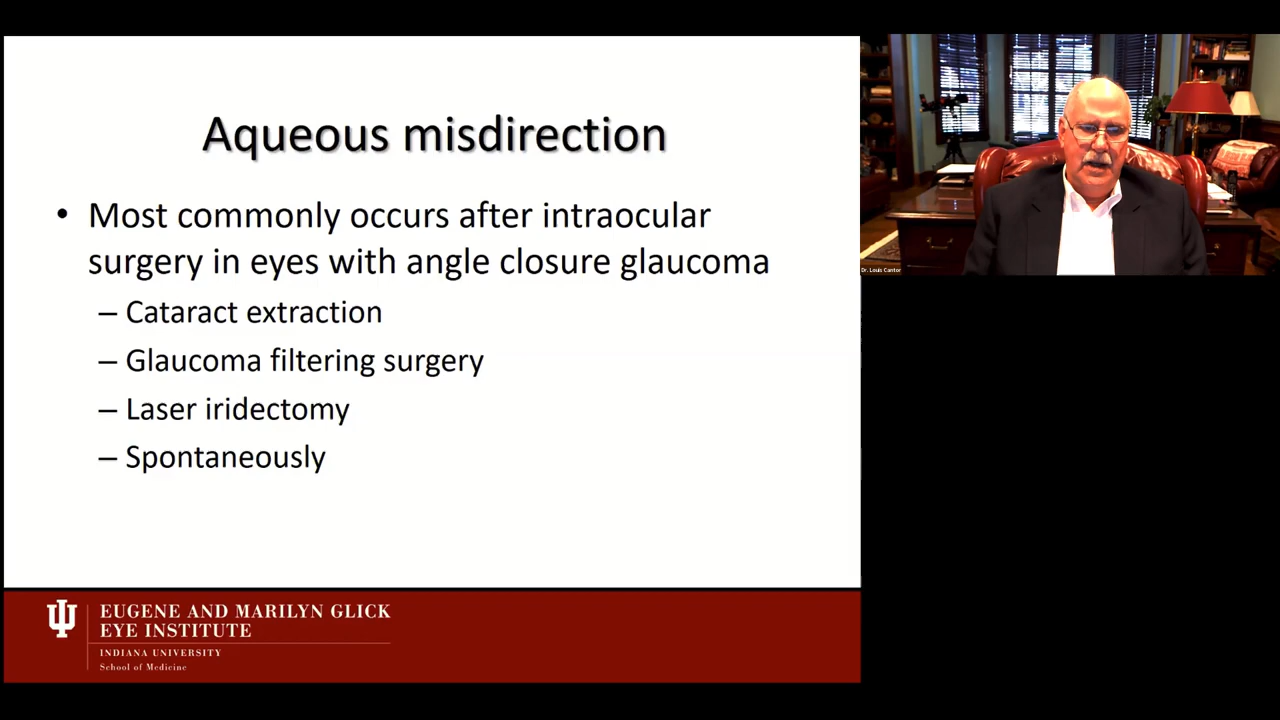 Aqueous misdirection
• Most commonly occurs after intraocular
surgery in eyes with angle closure glaucoma
– Cataract extraction
– Glaucoma filtering surgery
– Laser iridectomy
– Spontaneously
EUGENE AND MARILYN GLICK
EYE INSTITUTE
INDIANA UNIVERSITY
School of Medicine
Dr. Louis Cantor